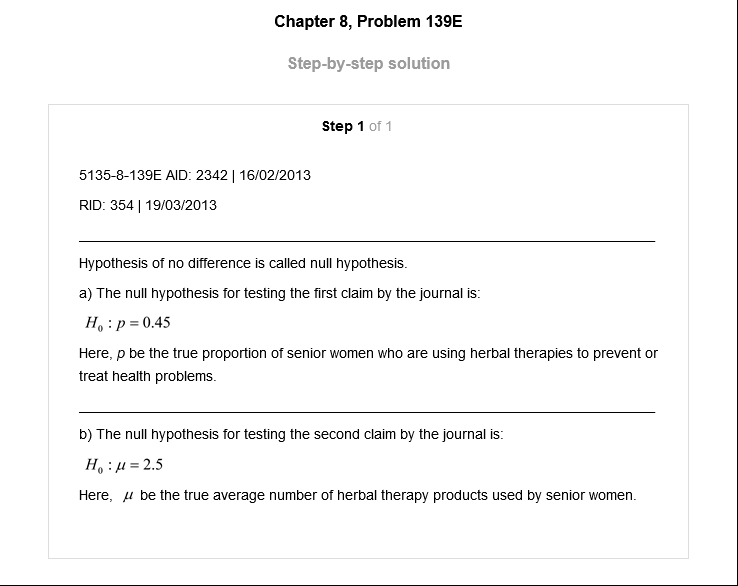 Chapter 8, Problem 139E
Step-by-step solution
Step 1 of 1
5135-8-139E AID: 2342 | 16/02/2013
RID: 354 | 19/03/2013
Hypothesis of no difference is called null hypothesis.
a) The null hypothesis for testing the first claim by the journal is:
H₀ : p = 0.45
Here, p be the true proportion of senior women who are using herbal therapies to prevent or
treat health problems.
b) The null hypothesis for testing the second claim by the journal is:
H₀ : μ = 2.5
Here, μ be the true average number of herbal therapy products used by senior women.